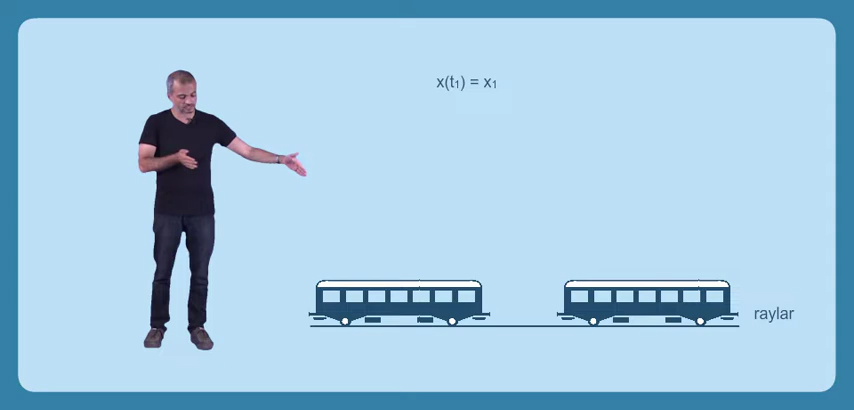 x(t₁) = x₁
raylar